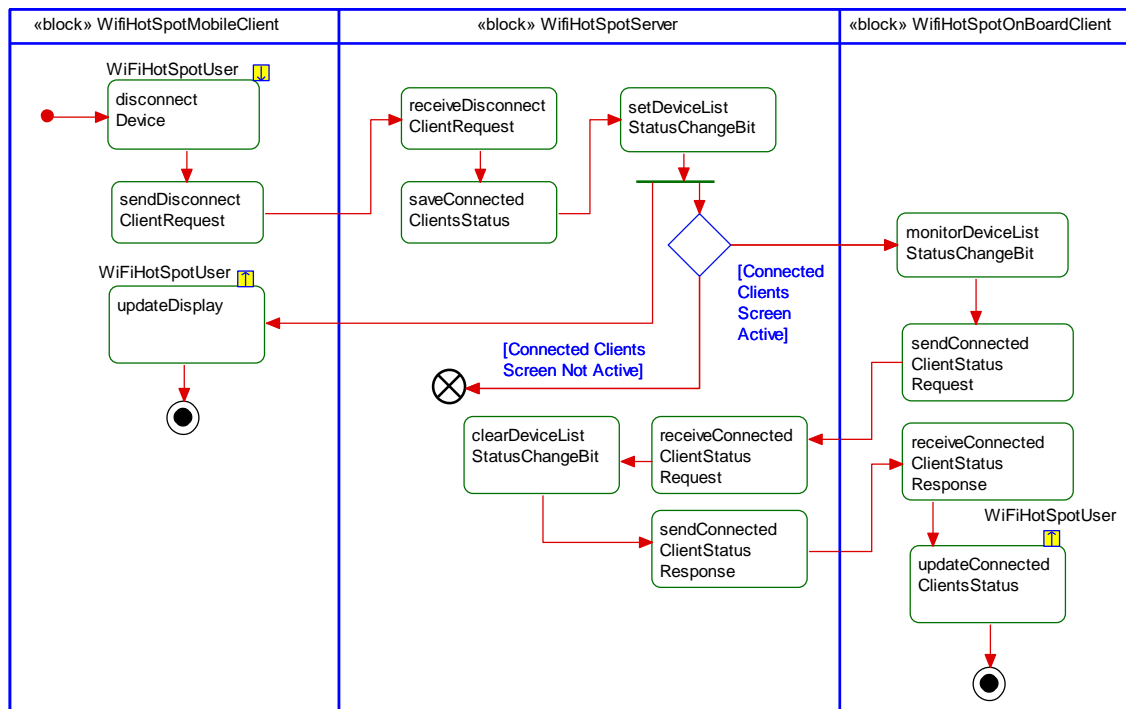 «block» WifiHotSpotMobileClient
«block» WifiHotSpotServer
«block» WifiHotSpotOnBoardClient
WiFiHotSpotUser
disconnect
Device
sendDisconnect
ClientRequest
WiFiHotSpotUser
updateDisplay
receiveDisconnect
ClientRequest
saveConnected
ClientsStatus
setDeviceList
StatusChangeBit
[Connected
Clients
Screen
Active]
[Connected Clients
Screen Not Active]
monitorDeviceList
StatusChangeBit
sendConnected
ClientStatus
Request
receiveConnected
ClientStatus
Request
clearDeviceList
StatusChangeBit
sendConnected
ClientStatus
Response
receiveConnected
ClientStatus
Response
WiFiHotSpotUser
updateConnected
ClientsStatus